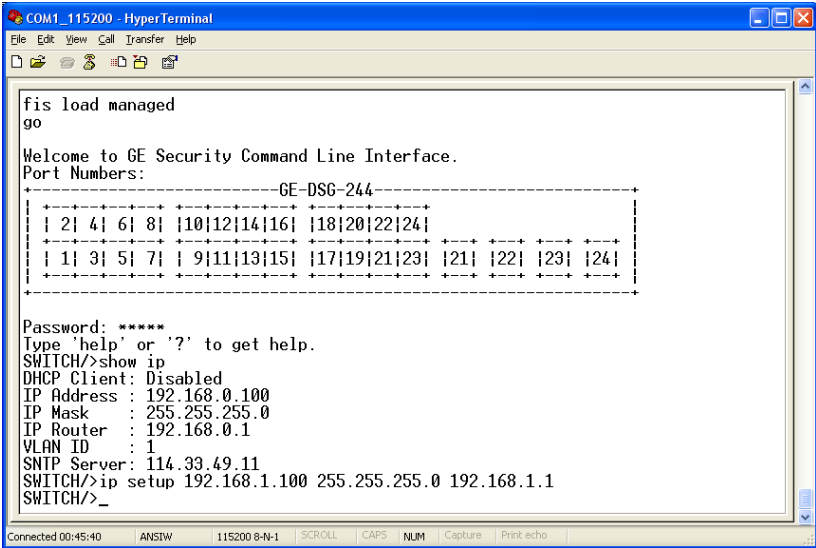 COM1_115200 - HyperTerminal
File Edit View Call Transfer Help
fis load managed
go
Welcome to GE Security Command Line Interface.
Port Numbers:
+--------------------------GE-DSG-244---------------------------+
| 2| 4| 6| 8| |10|12|14|16| |18|20|22|24|
| 1| 3| 5| 7| | 9|11|13|15| |17|19|21|23| |21| |22| |23| |24|
Password: *****
Type 'help' or '?' to get help.
SWITCH/>show ip
DHCP Client: Disabled
IP Address : 192.168.0.100
IP Mask : 255.255.255.0
IP Router : 192.168.0.1
VLAN ID : 1
SNTP Server: 114.33.49.11
SWITCH/>ip setup 192.168.1.100 255.255.255.0 192.168.1.1
SWITCH/>_
Connected 00:45:40 ANSIW 115200 8-N-1 SCROLL CAPS NUM Capture Print echo